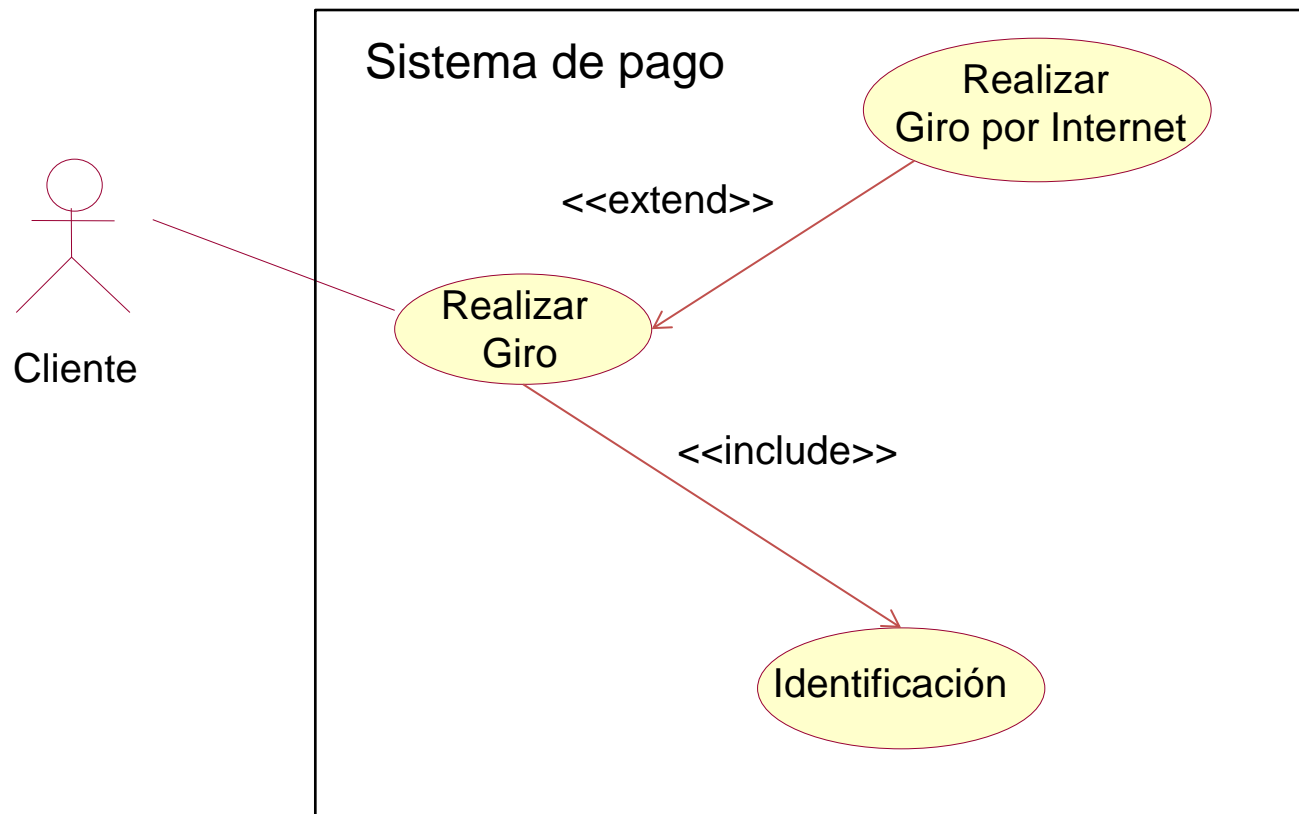 Sistema de pago
Realizar
Giro por Internet
<<extend>>
Realizar
Giro
Cliente
<<include>>
Identificación